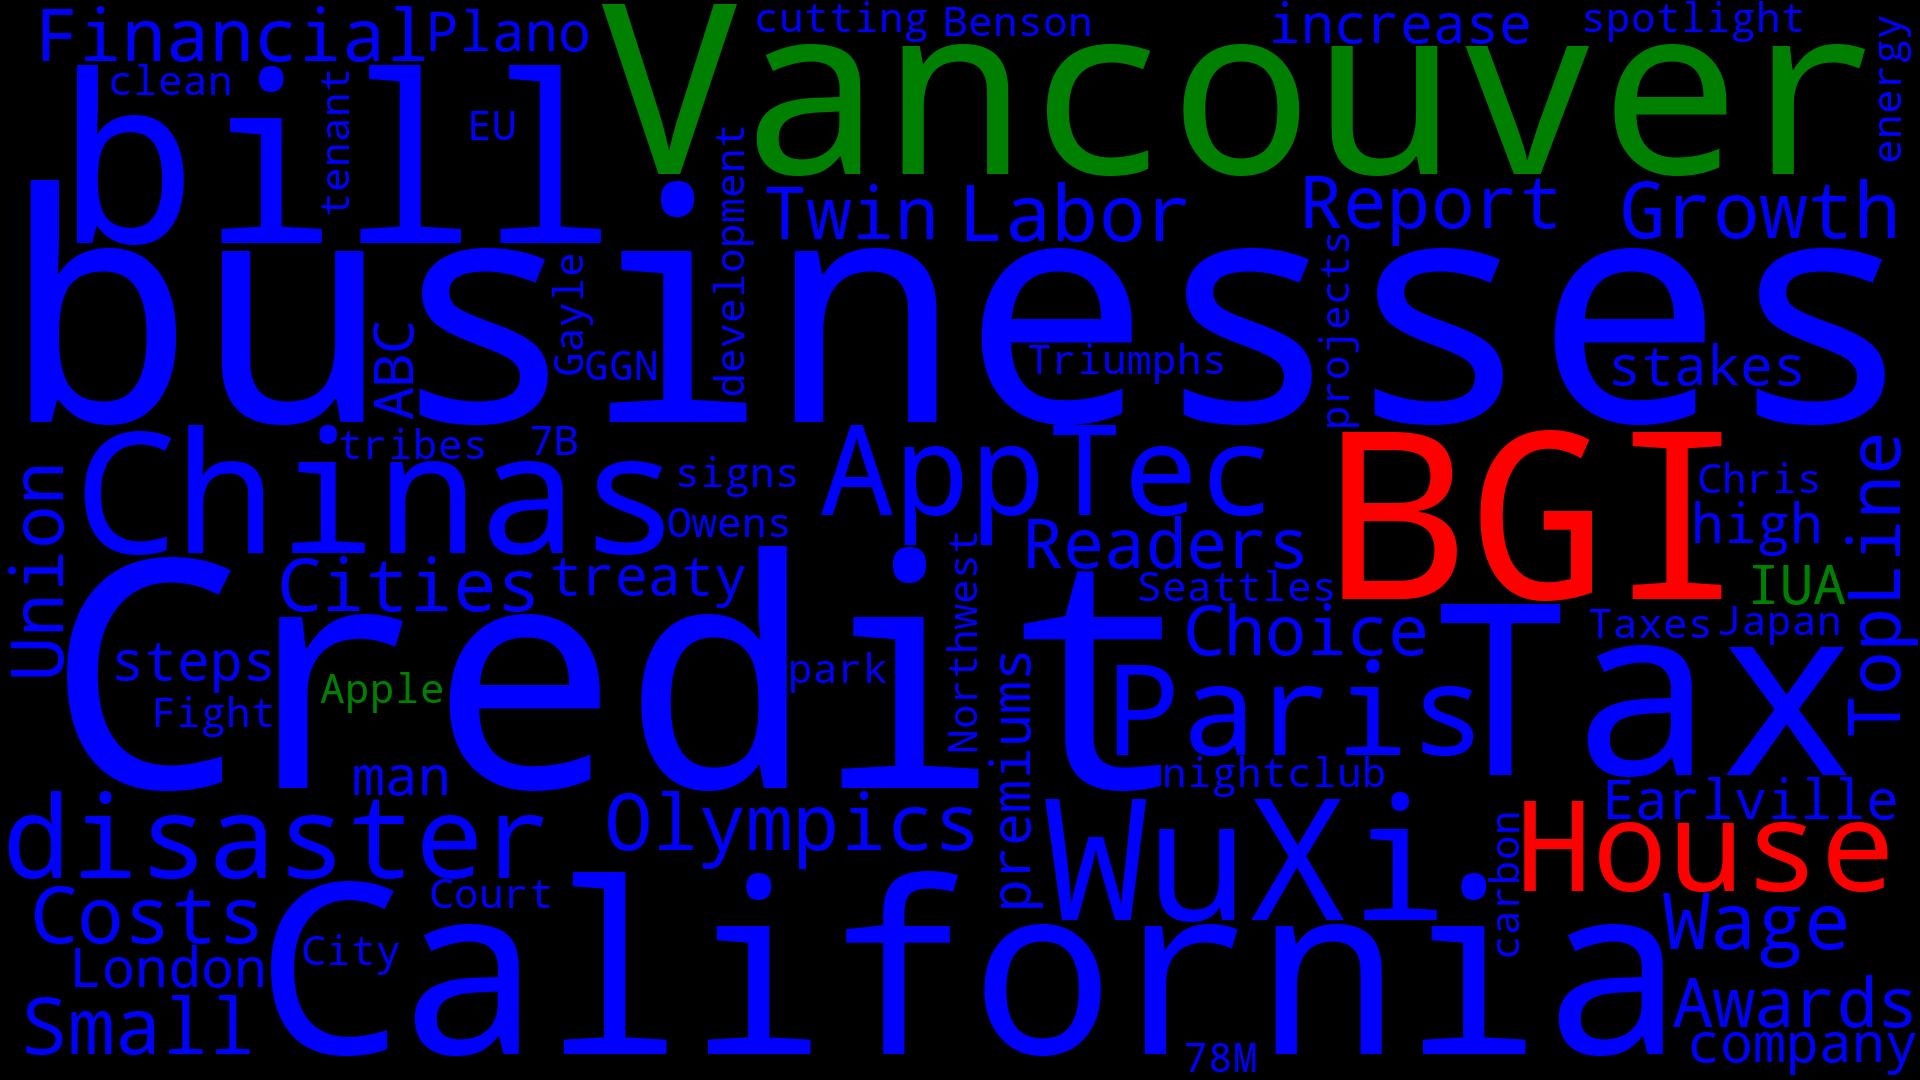 Financial
Plano
Vancouver
cutting
Benson
increase
spotlight
energy
clean
bill
tenant
EU
development
Twin
Labor
Report
Growth
businesses
ABC
Gayle
GGN
Triumphs
projects
stakes
Union
Chinas
tribes
7B
signs
Owens
AppTec
BGI
Chris
high
TopLine
Readers
Northwest
Cities
treaty
Credit
Seattles
IUA
Choice
Taxes
Japan
Tax
steps
Fight
Apple
park
premiums
Paris
nightclub
man
disaster
Olympics
WuXi
carbon
Earlville
House
Costs
Court
California
City
London
Small
Wage
Awards
company
78M